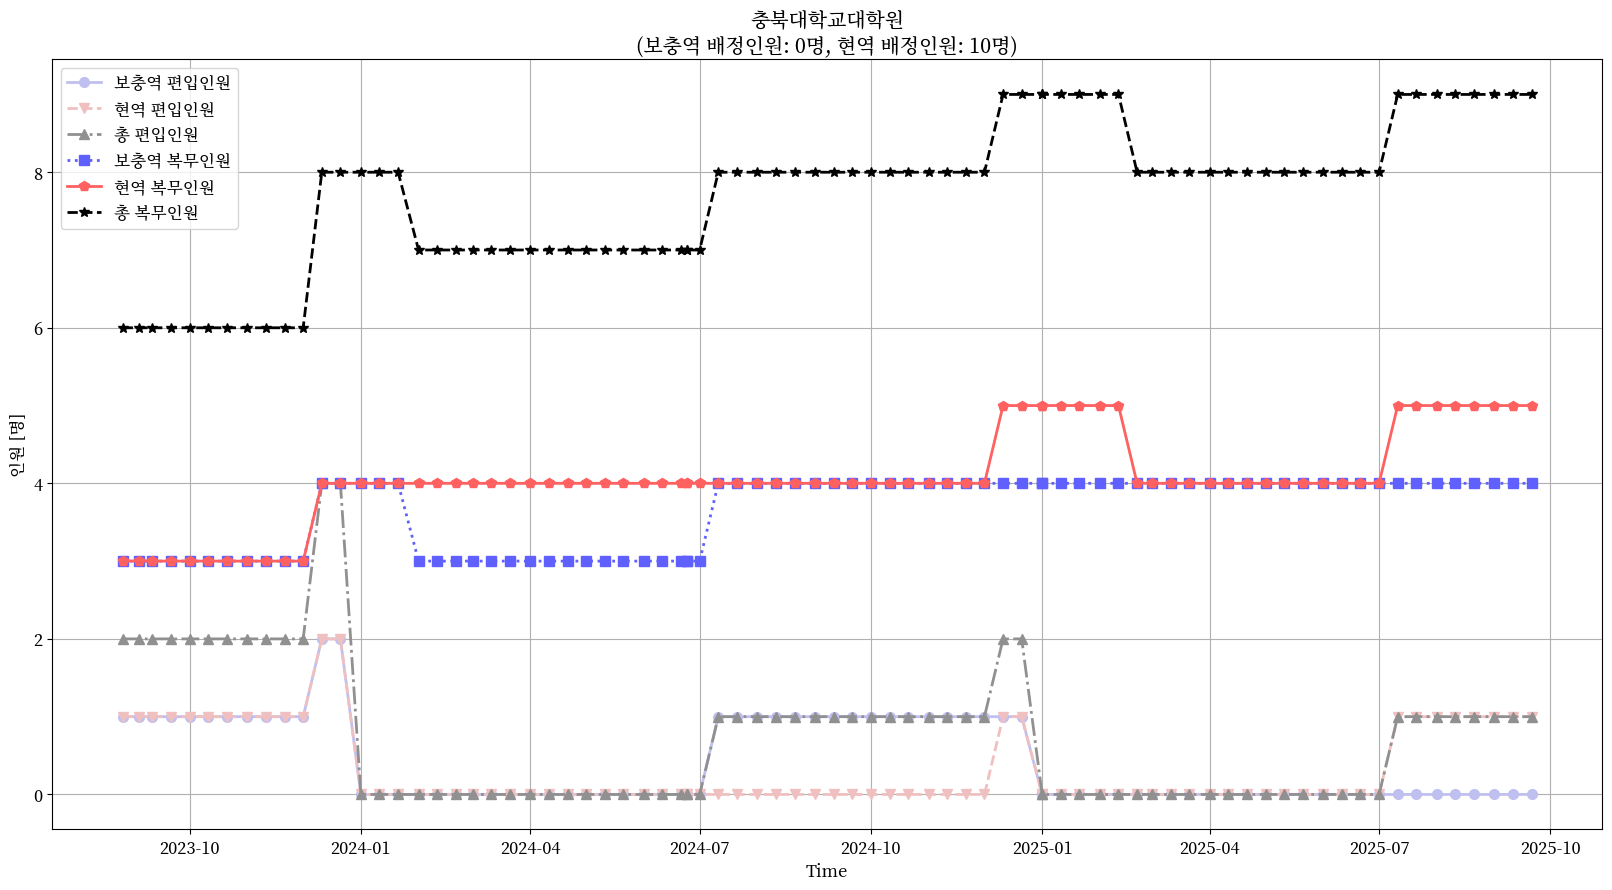 충북대학교대학원
(보충역 배정인원: 0명, 현역 배정인원: 10명)
보충역 편입인원
현역 편입인원
총 편입인원
보충역 복무인원
현역 복무인원
총 복무인원
인원 [명]
8
6
4
2
0
2023-10
2024-01
2024-04
2024-07
2024-10
2025-01
2025-04
2025-07
2025-10
Time